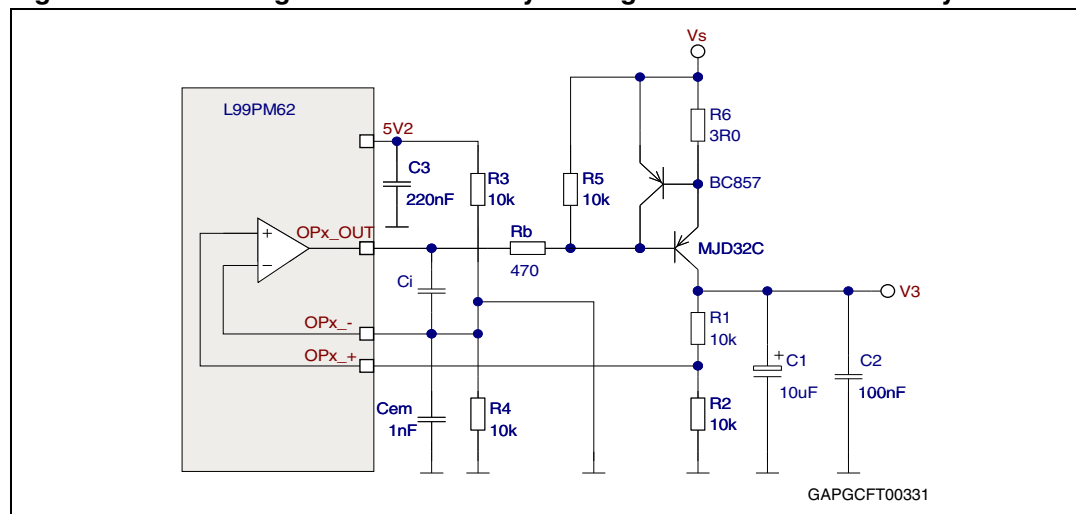 Vs
L99PM62
R6
3R0
5V2
C3
220nF
R3
10k
R5
10k
BC857
OPx_OUT
+
Rb
470
MJD32C
−
Ci
V3
OPx_-
R1
10k
OPx_+
+
C1
10uF
C2
100nF
Cem
1nF
R4
10k
R2
10k
GAPGCFT00331